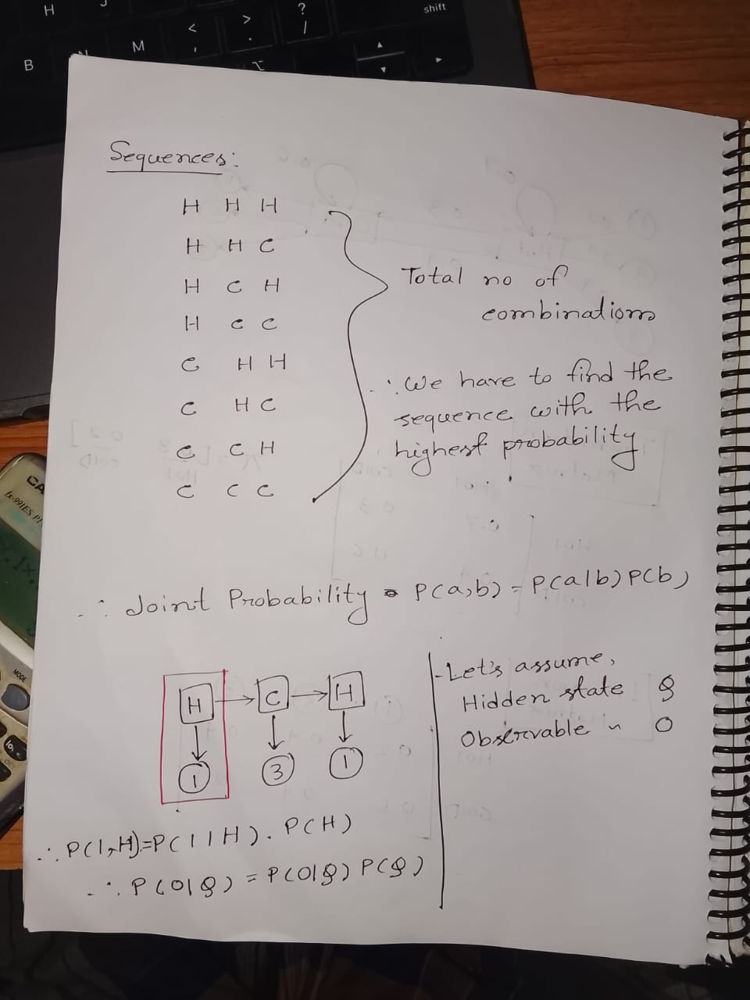 H
J
shift
B
N
M
<
,
>
.
?
/
Sequences:
H H H
H H C
H C H
H C C
C H H
C H C
C C H
C C C
Total no of
combinations
∴ We have to find the
sequence with the
highest probability
∴ Joint Probability = P(a,b) = P(a|b) P(b)
H → C → H
1 3 1
- Let's assume,
Hidden state Q
Observable " O
∴ P(1,H) = P(1|H) . P(H)
∴ P(O|Q) = P(O|Q) P(Q)
CA
fx-991ES PL
MODE